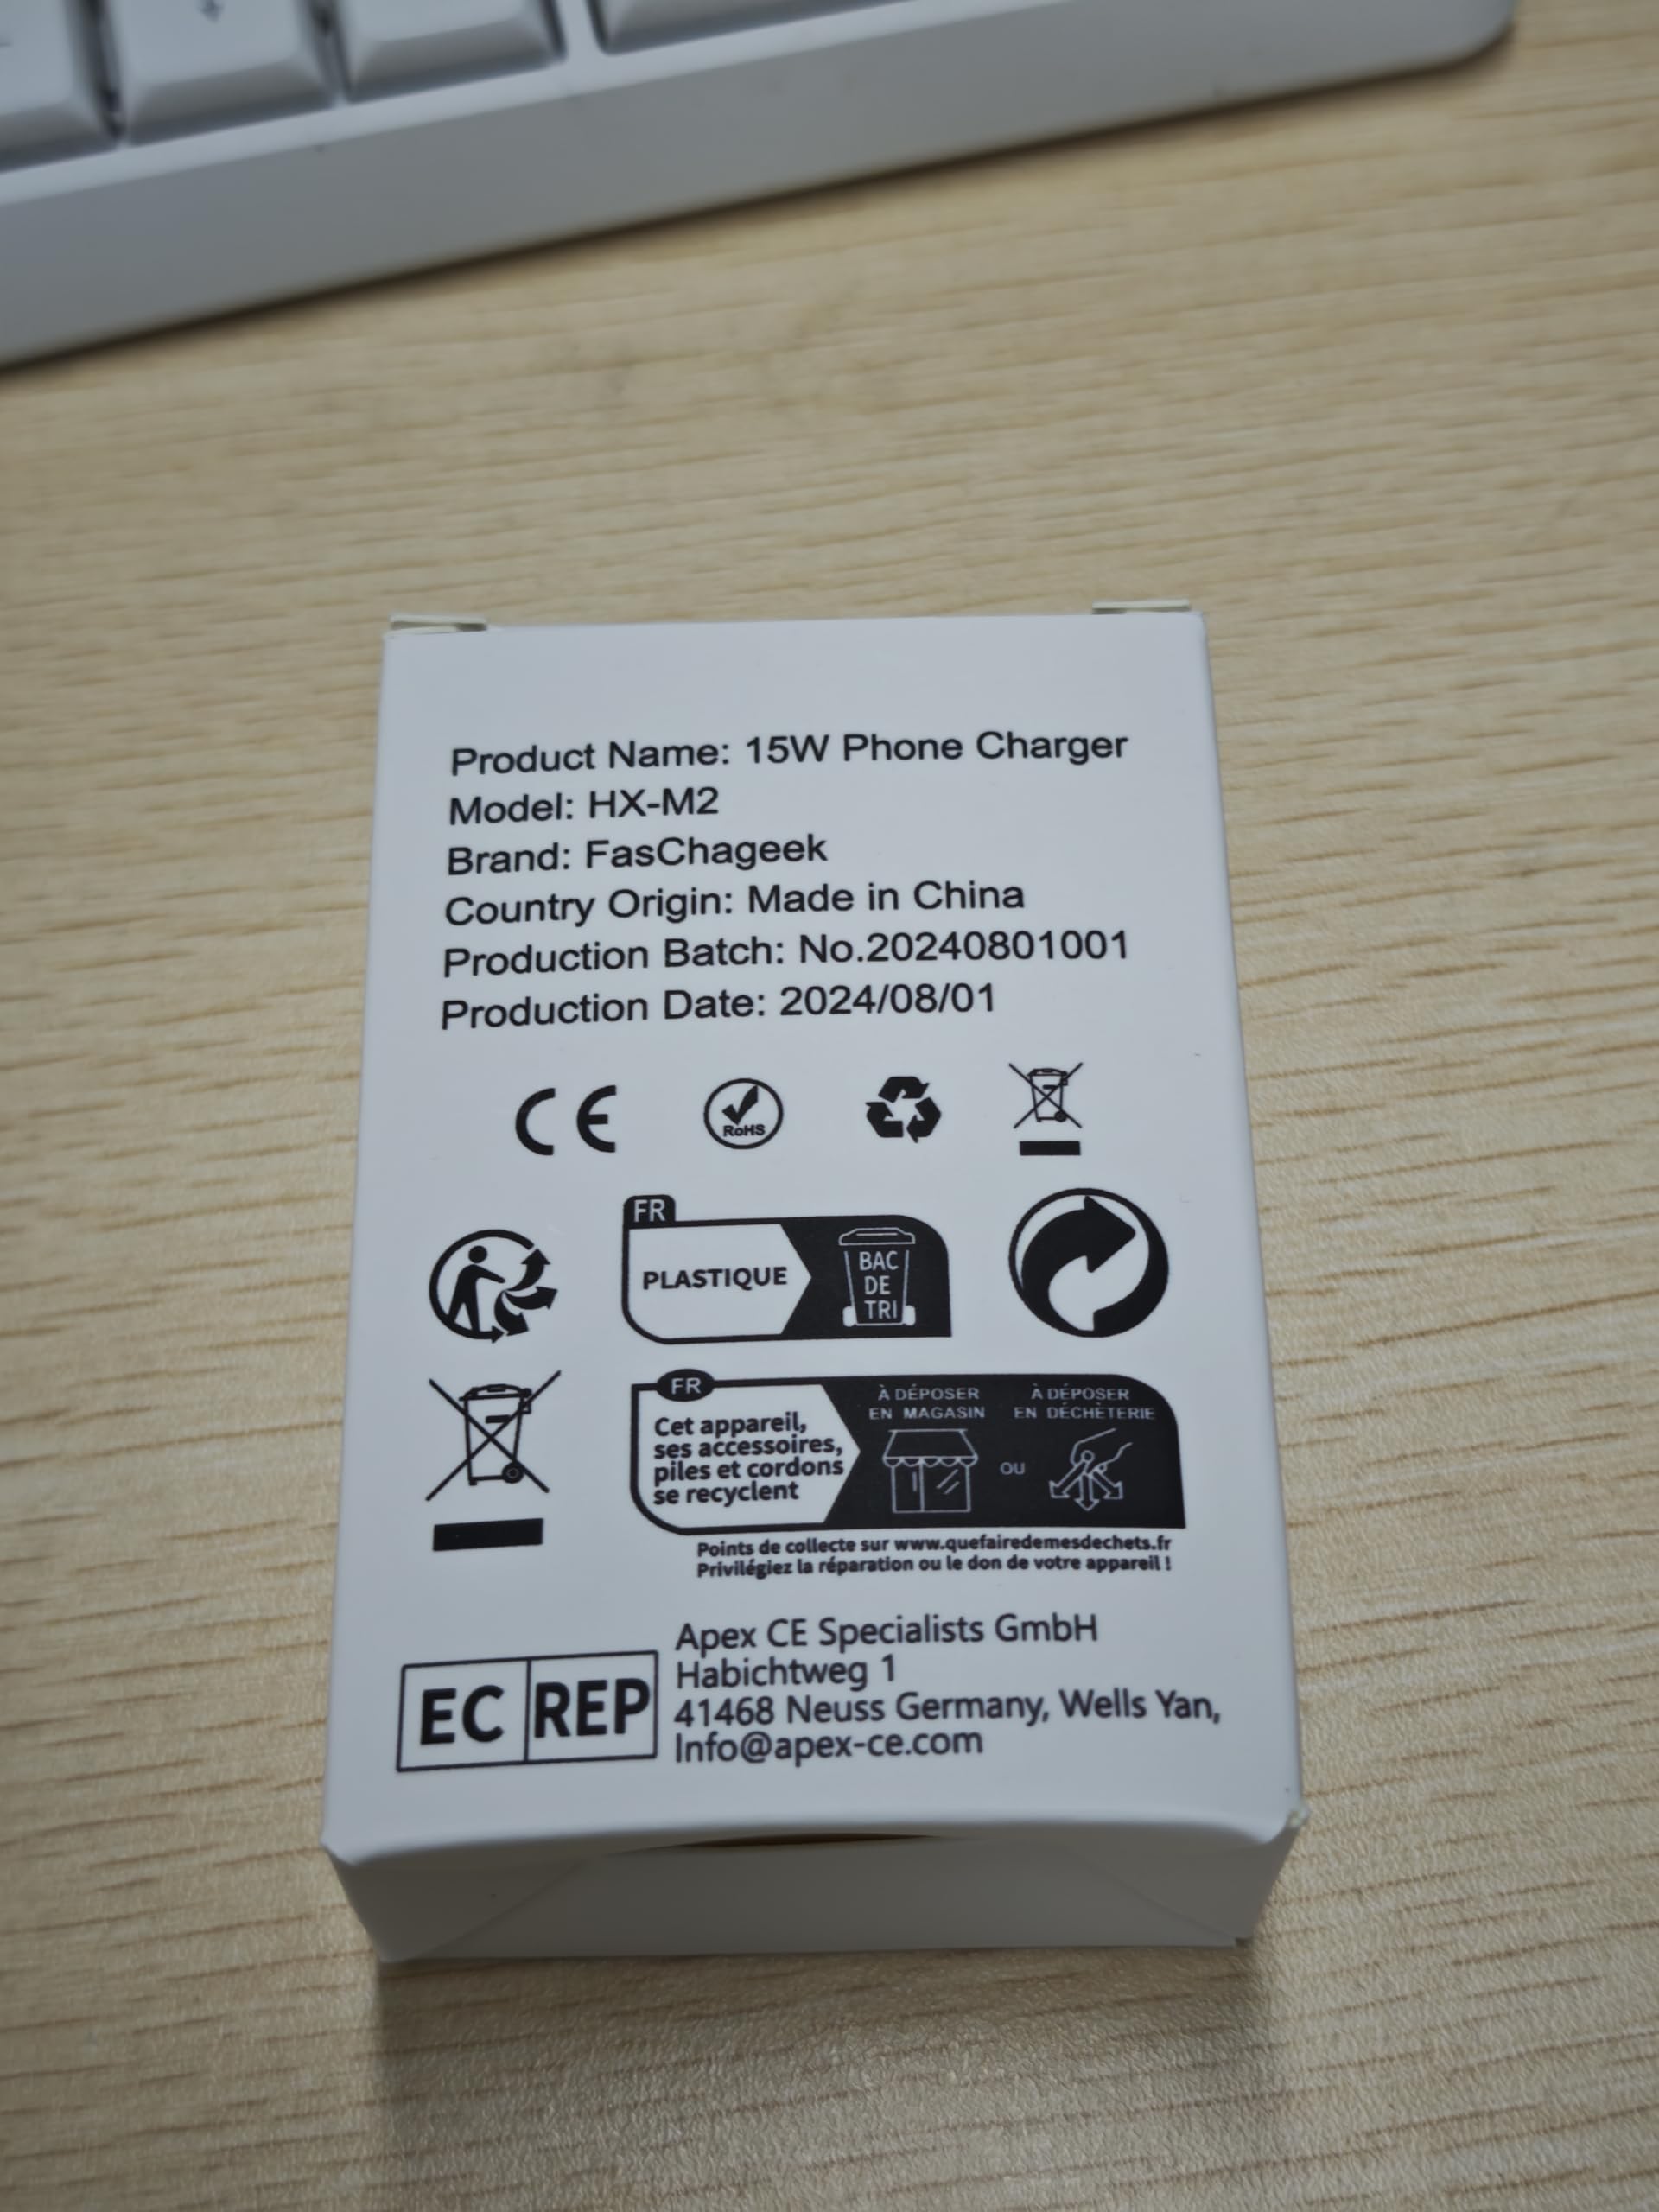 Product Name: 15W Phone Charger
Model: HX-M2
Brand: FasChageek
Country Origin: Made in China
Production Batch: No.20240801001
Production Date: 2024/08/01
CE
RoHS
FR
PLASTIQUE
BAC
DE
TRI
FR
Cet appareil,
ses accessoires,
piles et cordons
se recyclent
À DÉPOSER
EN MAGASIN
OU
À DÉPOSER
EN DÉCHÈTERIE
Points de collecte sur www.quefairedemesdechets.fr
Privilégiez la réparation ou le don de votre appareil !
EC REP
Apex CE Specialists GmbH
Habichtweg 1
41468 Neuss Germany, Wells Yan,
Info@apex-ce.com